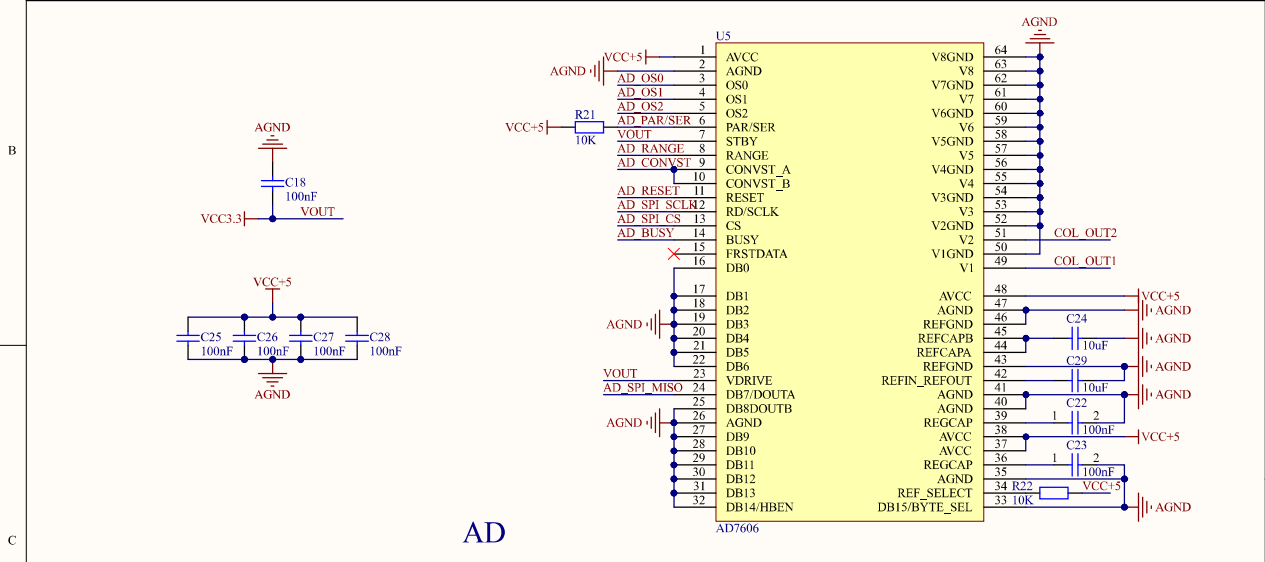 B
C
AGND
C18
100nF
VCC3.3
VOUT
VCC+5
C25
100nF
C26
100nF
C27
100nF
C28
100nF
AGND
AD
U5
AD7606
VCC+5 1 AVCC
AGND 2 AGND
AD_OS0 3 OS0
AD_OS1 4 OS1
AD_OS2 5 OS2
VCC+5 R21 10K AD_PAR/SER 6 PAR/SER
VOUT 7 STBY
AD_RANGE 8 RANGE
AD_CONVST 9 CONVST_A
10 CONVST_B
AD_RESET 11 RESET
AD_SPI_SCLK 12 RD/SCLK
AD_SPI_CS 13 CS
AD_BUSY 14 BUSY
15 FRSTDATA
16 DB0
17 DB1
18 DB2
AGND 19 DB3
20 DB4
21 DB5
22 DB6
VOUT 23 VDRIVE
AD_SPI_MISO 24 DB7/DOUTA
25 DB8DOUTB
AGND 26 AGND
27 DB9
28 DB10
29 DB11
30 DB12
31 DB13
32 DB14/HBEN
AGND
V8GND 64
V8 63
V7GND 62
V7 61
V6GND 60
V6 59
V5GND 58
V5 57
V4GND 56
V4 55
V3GND 54
V3 53
V2GND 52
V2 51 COL_OUT2
V1GND 50
V1 49 COL_OUT1
AVCC 48 VCC+5
AGND 47 AGND
REFGND 46
REFCAPB 45 C24 10uF AGND
REFCAPA 44
REFGND 43 AGND
REFIN_REFOUT 42 C29 10uF
AGND 41 AGND
AGND 40
REGCAP 39 1 C22 2 100nF
AVCC 38 VCC+5
AVCC 37
REGCAP 36 1 C23 2 100nF
AGND 35
REF_SELECT 34 R22 10K VCC+5
DB15/BYTE_SEL 33 AGND